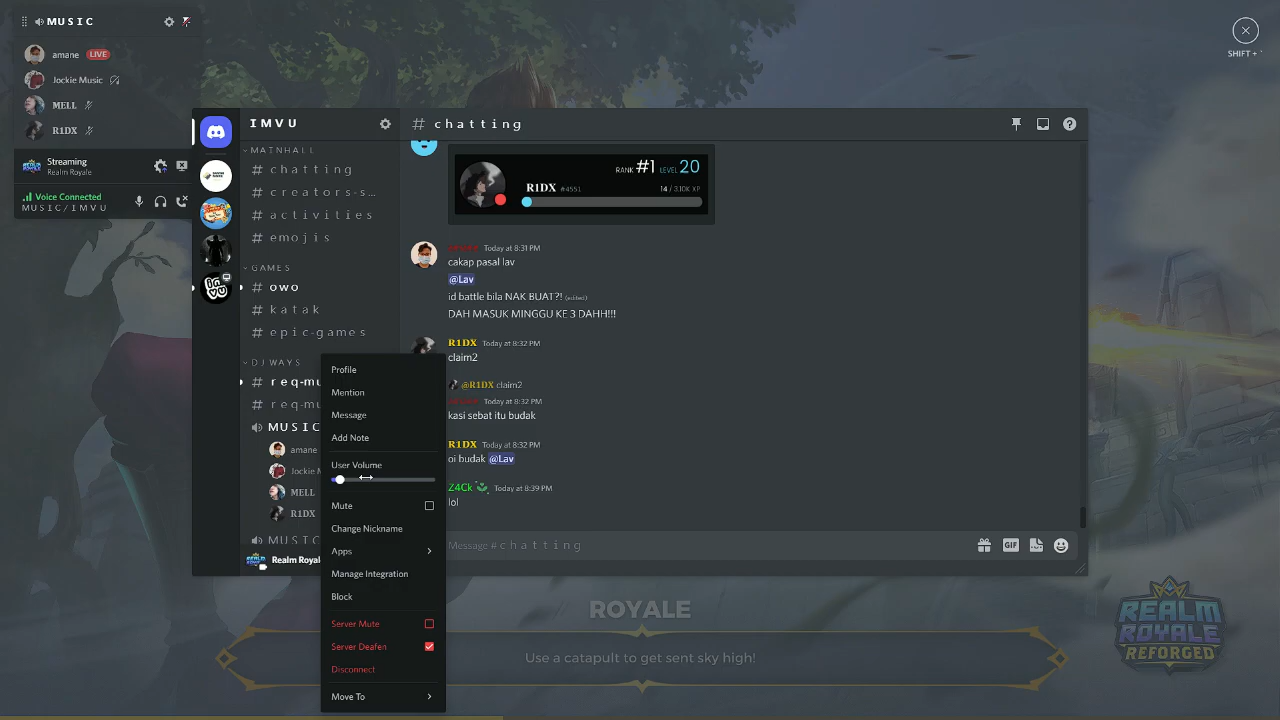 MUSIC
amane LIVE
Jockie Music
MELL
R1DX
Streaming
Realm Royale
Voice Connected
MUSIC/IMVU
SHIFT + `
IMVU
# chatting
MAINHALL
# chatting
# creators-s...
# activities
# emojis
GAMES
# owo
# katak
# epic-games
DJ WAYS
# req-mu
# req-mu
MUSIC
amane
Jockie M
MELL
R1DX
MUSIC
Realm Royal
RANK #1 LEVEL 20
R1DX #4551
14 / 3.10K XP
Today at 8:31 PM
cakap pasal lav
@Lav
id battle bila NAK BUAT?! (edited)
DAH MASUK MINGGU KE 3 DAHH!!!
R1DX Today at 8:32 PM
claim2
@R1DX claim2
Today at 8:32 PM
kasi sebat itu budak
R1DX Today at 8:32 PM
oi budak @Lav
Z4Ck Today at 8:39 PM
lol
Message #chatting
GIF
Profile
Mention
Message
Add Note
User Volume
Mute
Change Nickname
Apps
Manage Integration
Block
Server Mute
Server Deafen
Disconnect
Move To
ROYALE
Use a catapult to get sent sky high!
REALM
ROYALE
REFORGED